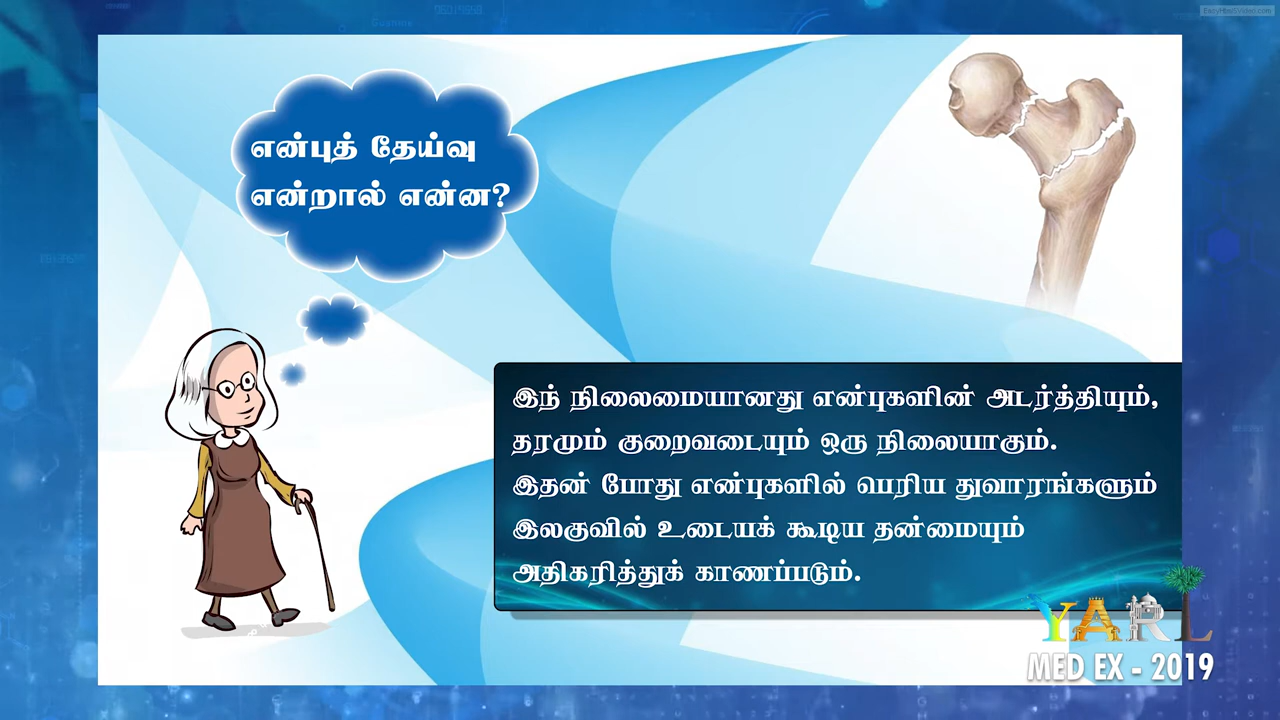 என்புத் தேய்வு
என்றால் என்ன?
இந் நிலைமையானது என்புகளின் அடர்த்தியும்,
தரமும் குறைவடையும் ஒரு நிலையாகும்.
இதன் போது என்புகளில் பெரிய துவாரங்களும்
இலகுவில் உடையக் கூடிய தன்மையும்
அதிகரித்துக் காணப்படும்.
YARL
MED EX - 2019